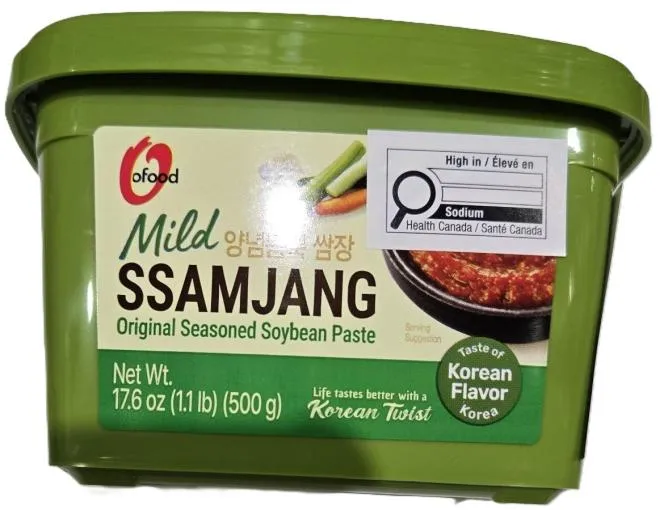 ofood
High in / Élevé en
Sodium
Health Canada / Santé Canada
Mild
쌈장
SSAMJANG
Original Seasoned Soybean Paste
Serving
Suggestion
Taste of
Korean
Flavor
Korea
Net Wt.
17.6 oz (1.1 lb) (500 g)
Life tastes better with a
Korean Twist